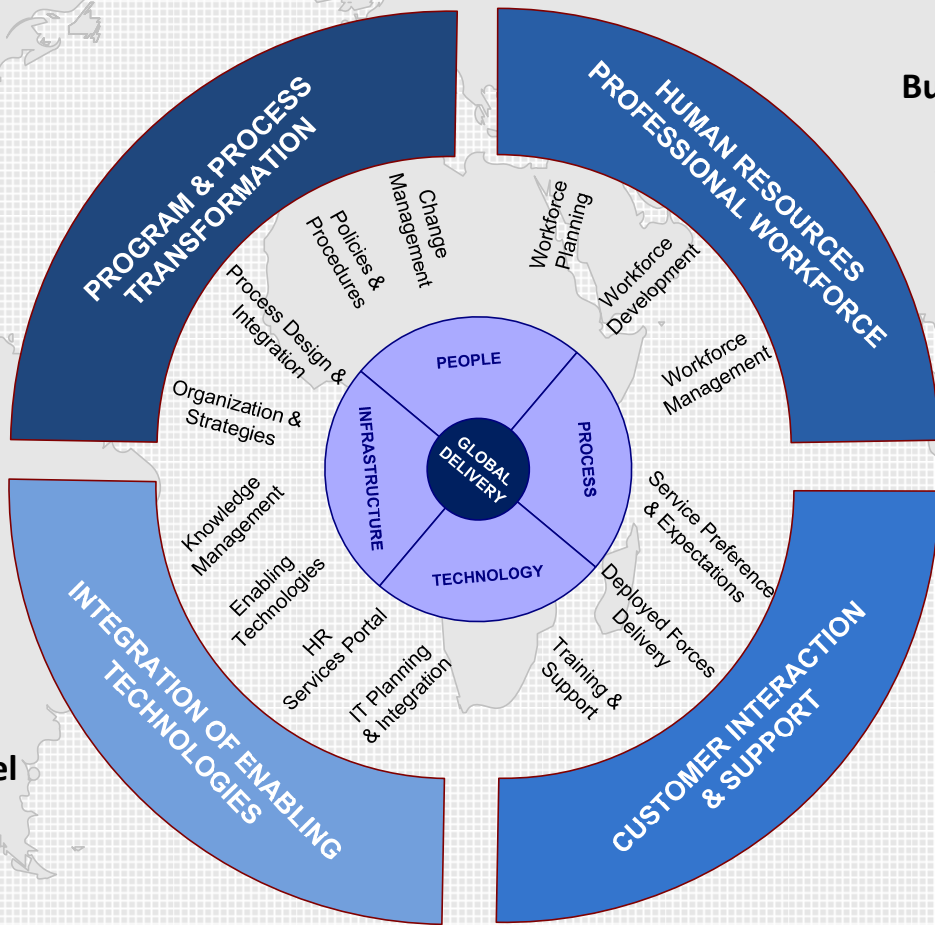 PROGRAM & PROCESS
TRANSFORMATION
HUMAN RESOURCES
PROFESSIONAL WORKFORCE
Bu
Change
Management
Policies &
Procedures
Process Design &
Integration
Organization &
Strategies
Workforce
Planning
Workforce
Development
Workforce
Management
PEOPLE
INFRASTRUCTURE
GLOBAL
DELIVERY
PROCESS
TECHNOLOGY
Knowledge
Management
Enabling
Technologies
HR
Services Portal
IT Planning
& Integration
Service Preference
& Expectations
Deployed Forces
Delivery
Training &
Support
el
INTEGRATION OF ENABLING
TECHNOLOGIES
CUSTOMER INTERACTION
& SUPPORT